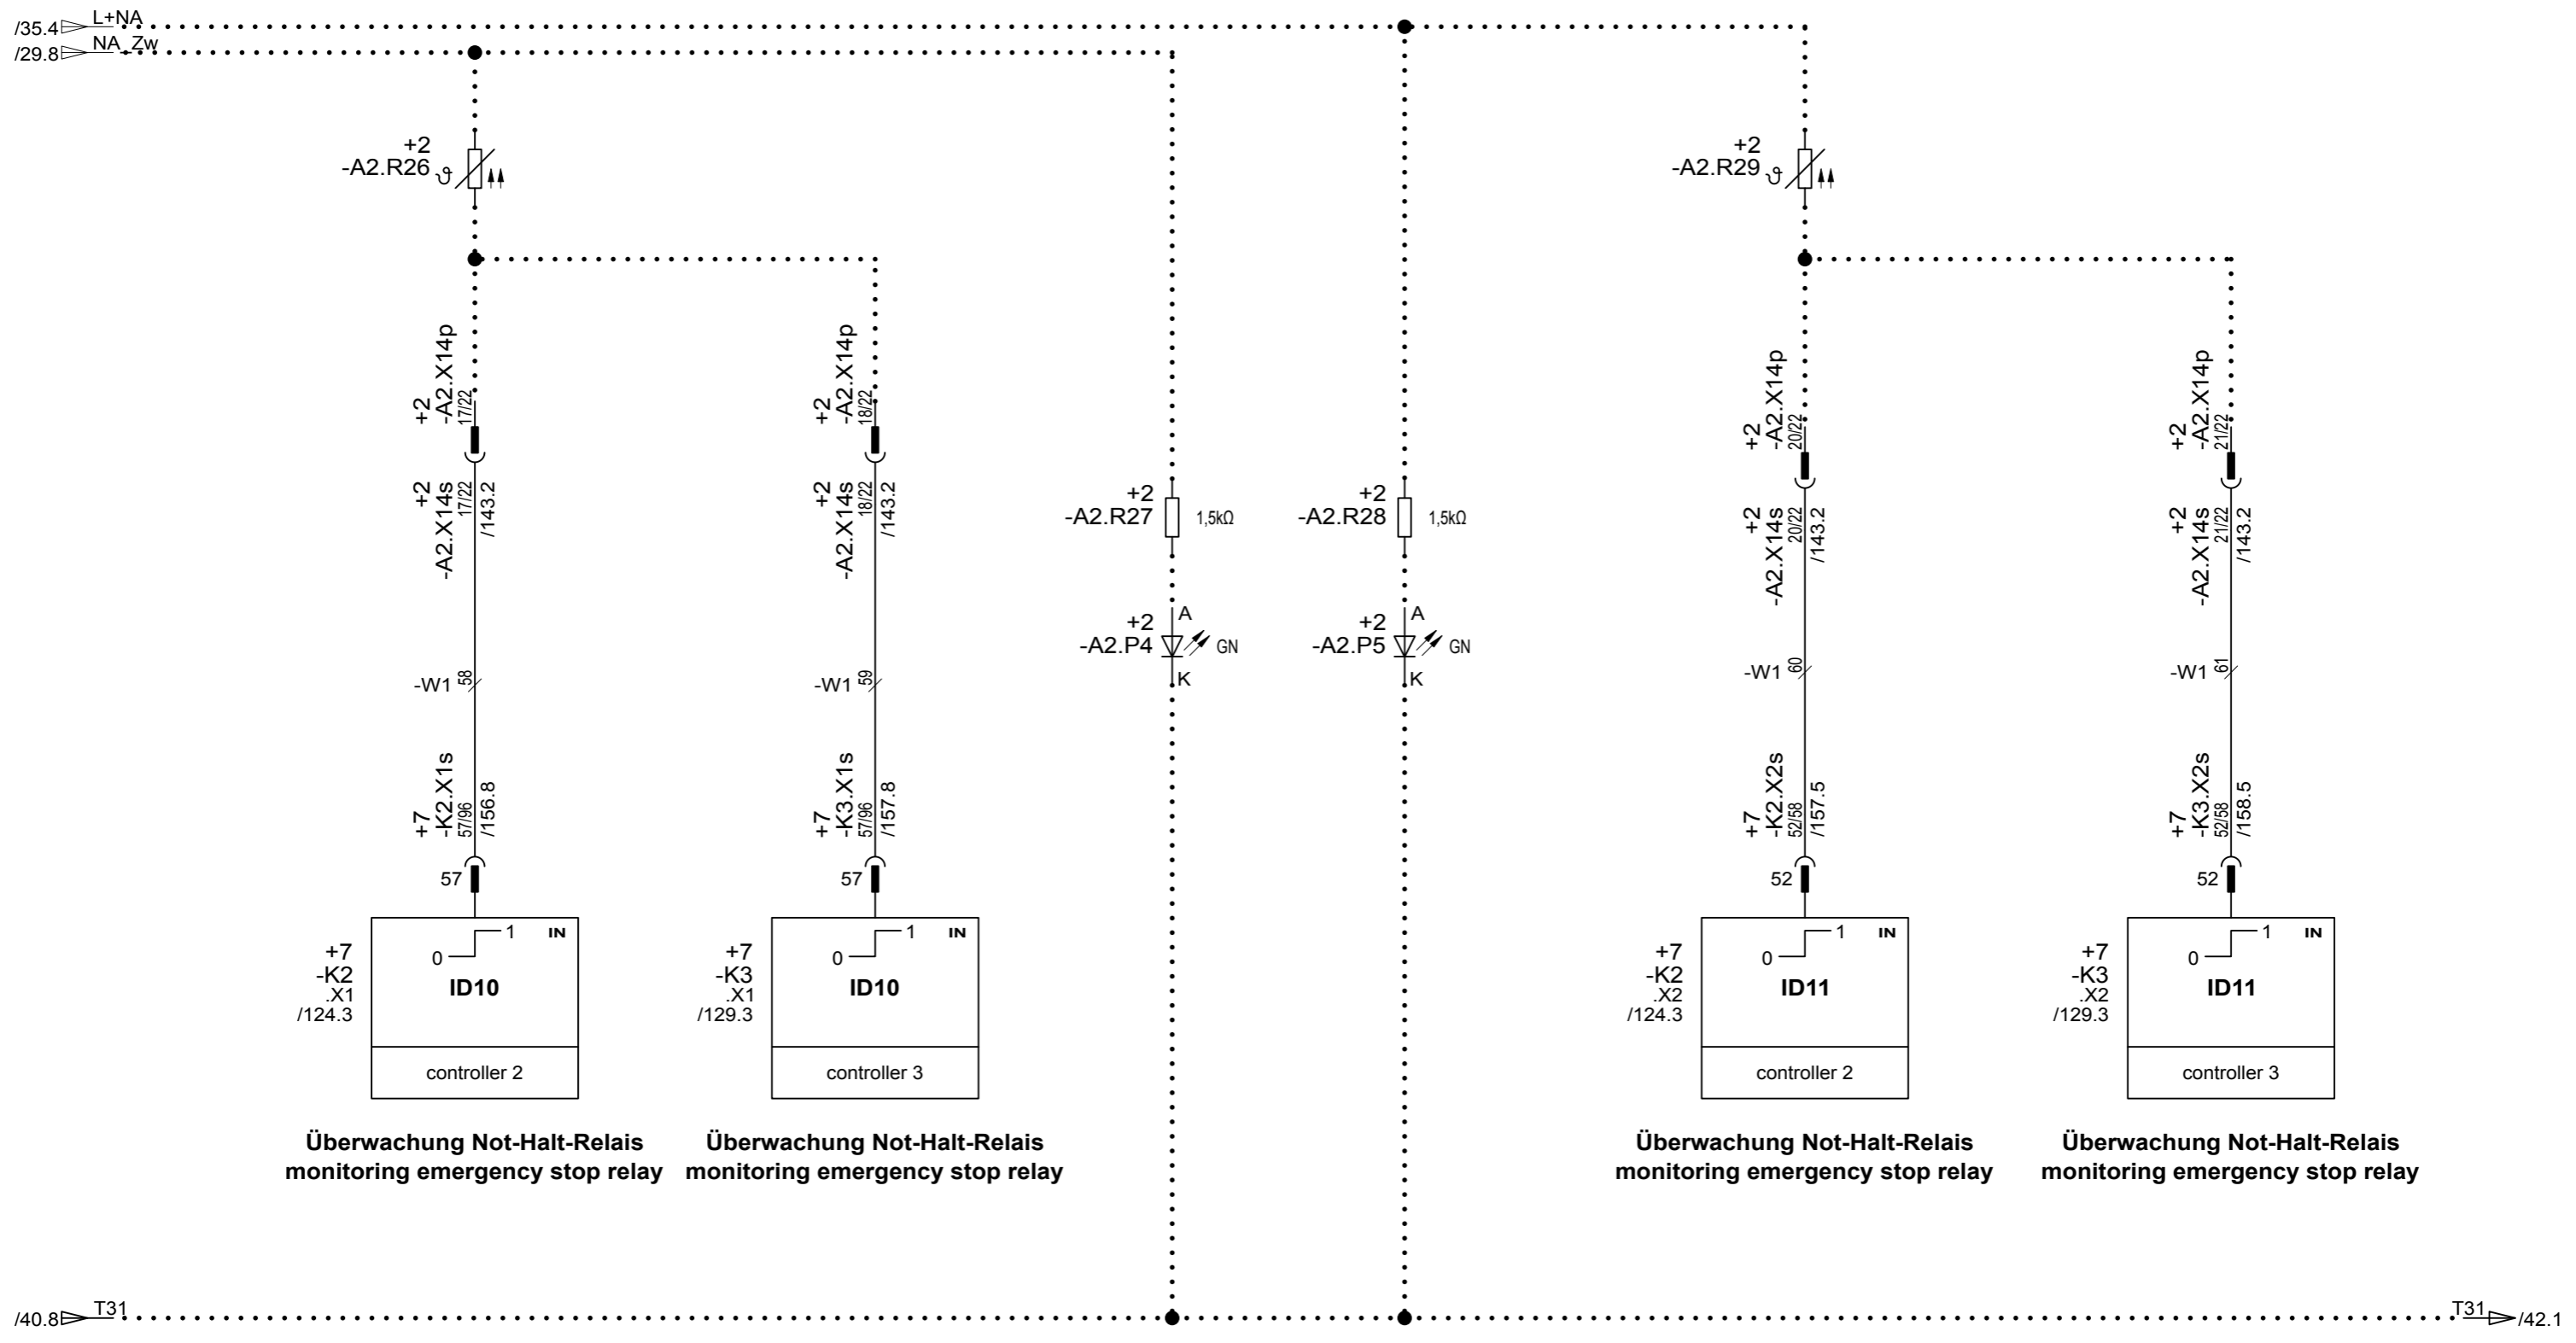 /35.4 L+NA
/29.8 NA_Zw
+2
-A2.R26 ϑ
+2
-A2.R29 ϑ
+2
-A2.X14p
17/22
+2
-A2.X14s
17/22
/143.2
-W1 58
+7
-K2.X1s
57/96
/156.8
57
+2
-A2.X14p
18/22
+2
-A2.X14s
18/22
/143.2
-W1 59
+7
-K3.X1s
57/96
/157.8
57
+2
-A2.R27 1,5kΩ
A
+2
-A2.P4 GN
K
+2
-A2.R28 1,5kΩ
A
+2
-A2.P5 GN
K
+2
-A2.X14p
20/22
+2
-A2.X14s
20/22
/143.2
-W1 60
+7
-K2.X2s
52/58
/157.5
52
+2
-A2.X14p
21/22
+2
-A2.X14s
21/22
/143.2
-W1 61
+7
-K3.X2s
52/58
/158.5
52
+7
-K2
.X1
/124.3
0 1 IN
ID10
controller 2
Überwachung Not-Halt-Relais
monitoring emergency stop relay
+7
-K3
.X1
/129.3
0 1 IN
ID10
controller 3
Überwachung Not-Halt-Relais
monitoring emergency stop relay
+7
-K2
.X2
/124.3
0 1 IN
ID11
controller 2
Überwachung Not-Halt-Relais
monitoring emergency stop relay
+7
-K3
.X2
/129.3
0 1 IN
ID11
controller 3
Überwachung Not-Halt-Relais
monitoring emergency stop relay
/40.8 T31
T31 /42.1